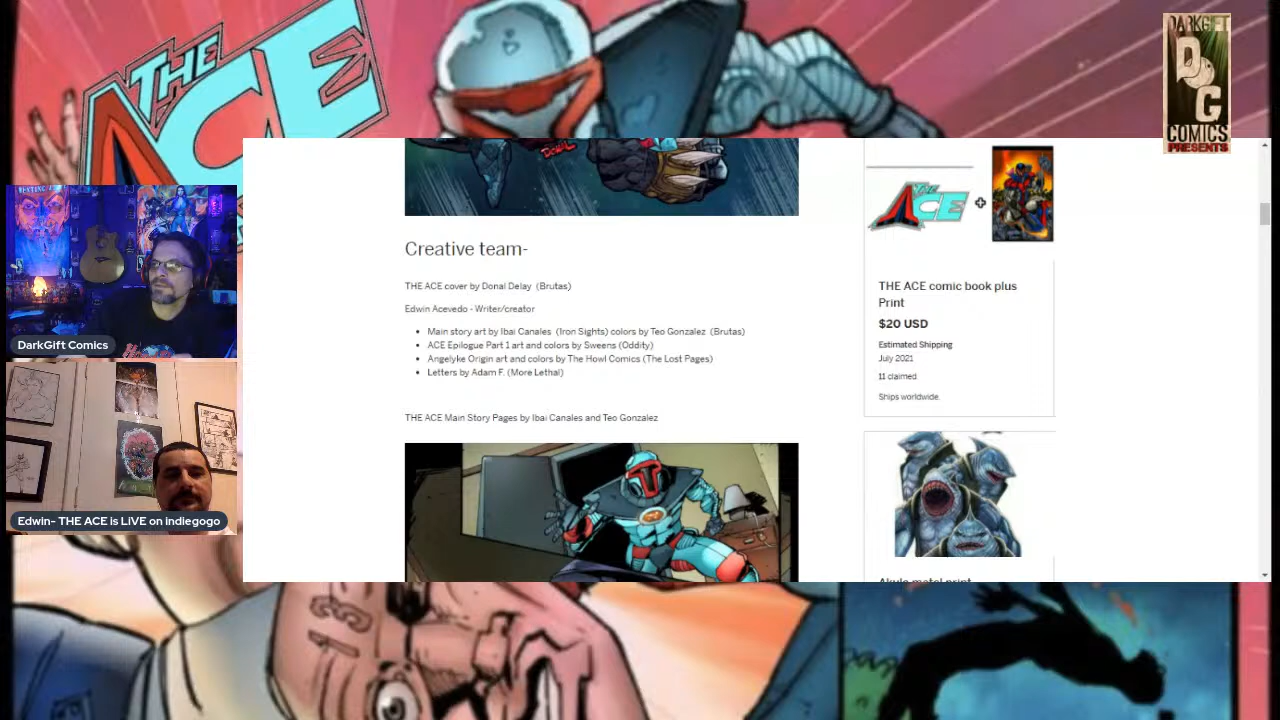 THE
ACE
DARKGIFT
DG
COMICS
PRESENTS
DarkGift Comics
Edwin- THE ACE is LIVE on indiegogo
Creative team-
THE ACE cover by Donal Delay (Brutas)
Edwin Acevedo - Writer/creator
• Main story art by Ibai Canales (Iron Sights) colors by Teo Gonzalez (Brutas)
• ACE Epilogue Part 1 art and colors by Sweens (Oddity)
• Angelyke Origin art and colors by The Howl Comics (The Lost Pages)
• Letters by Adam F. (More Lethal)
THE ACE Main Story Pages by Ibai Canales and Teo Gonzalez
THE
ACE
+
THE ACE comic book plus
Print
$20 USD
Estimated Shipping
July 2021
11 claimed
Ships worldwide.
13